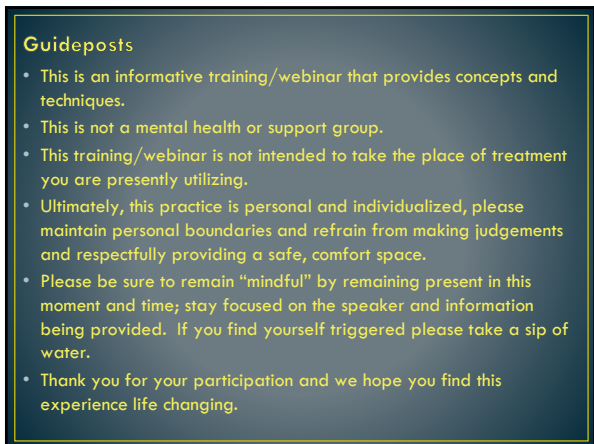 Guideposts
• This is an informative training/webinar that provides concepts and
techniques.
• This is not a mental health or support group.
• This training/webinar is not intended to take the place of treatment
you are presently utilizing.
• Ultimately, this practice is personal and individualized, please
maintain personal boundaries and refrain from making judgements
and respectfully providing a safe, comfort space.
• Please be sure to remain “mindful” by remaining present in this
moment and time; stay focused on the speaker and information
being provided.  If you find yourself triggered please take a sip of
water.
• Thank you for your participation and we hope you find this
experience life changing.